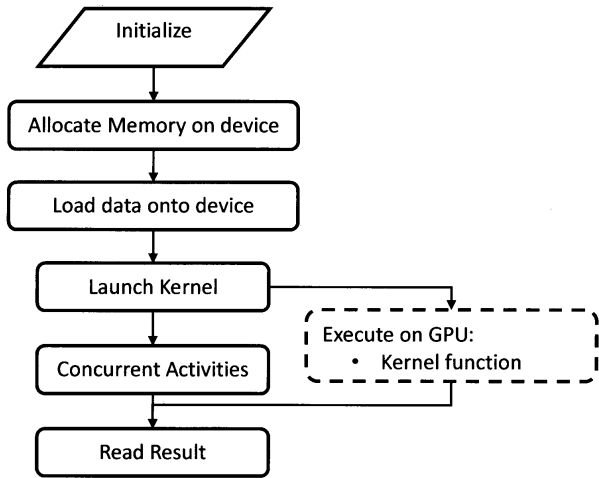 Initialize
Allocate Memory on device
Load data onto device
Launch Kernel
Execute on GPU:
• Kernel function
Concurrent Activities
Read Result